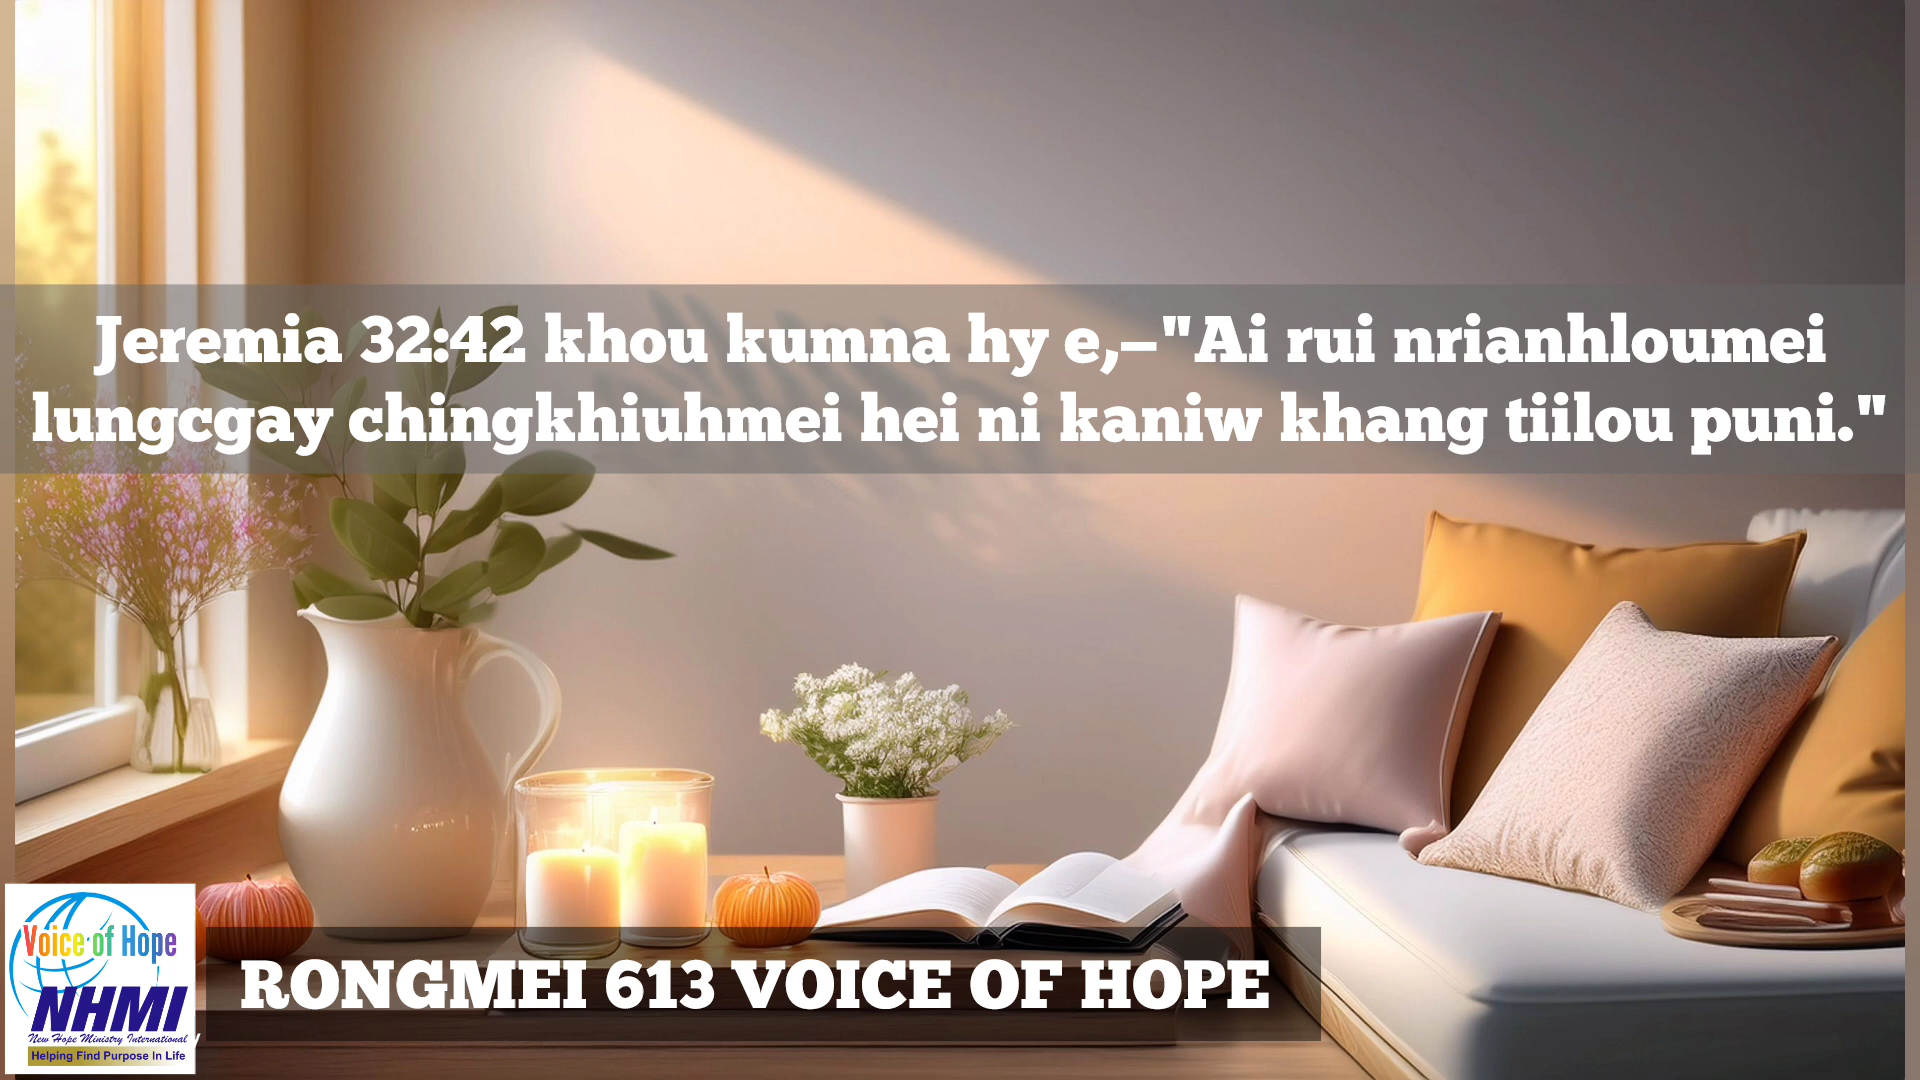 Jeremia 32:42 khou kumna hy e,–"Ai rui nrianhloumei
lungcgay chingkhiuhmei hei ni kaniw khang tiilou puni."
Voice of Hope
NHMI
New Hope Ministry International
Helping Find Purpose In Life
RONGMEI 613 VOICE OF HOPE